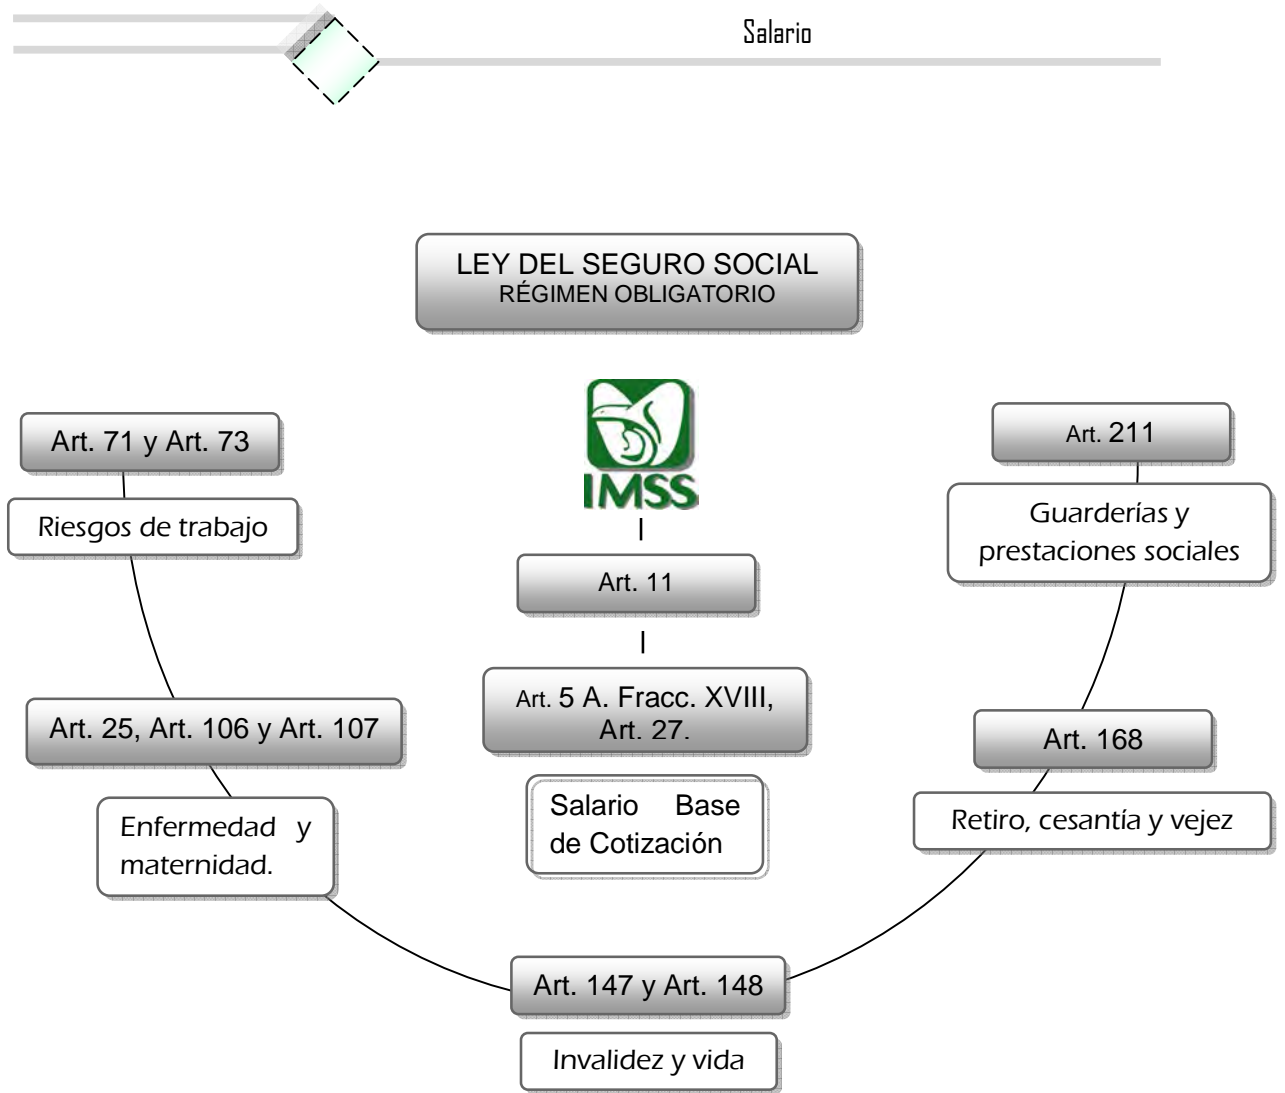 Salario
LEY DEL SEGURO SOCIAL
RÉGIMEN OBLIGATORIO
IMSS
Art. 71 y Art. 73
Riesgos de trabajo
Art. 25, Art. 106 y Art. 107
Enfermedad y
maternidad.
Art. 11
Art. 5 A. Fracc. XVIII,
Art. 27.
Salario Base
de Cotización
Art. 147 y Art. 148
Invalidez y vida
Art. 211
Guarderías y
prestaciones sociales
Art. 168
Retiro, cesantía y vejez